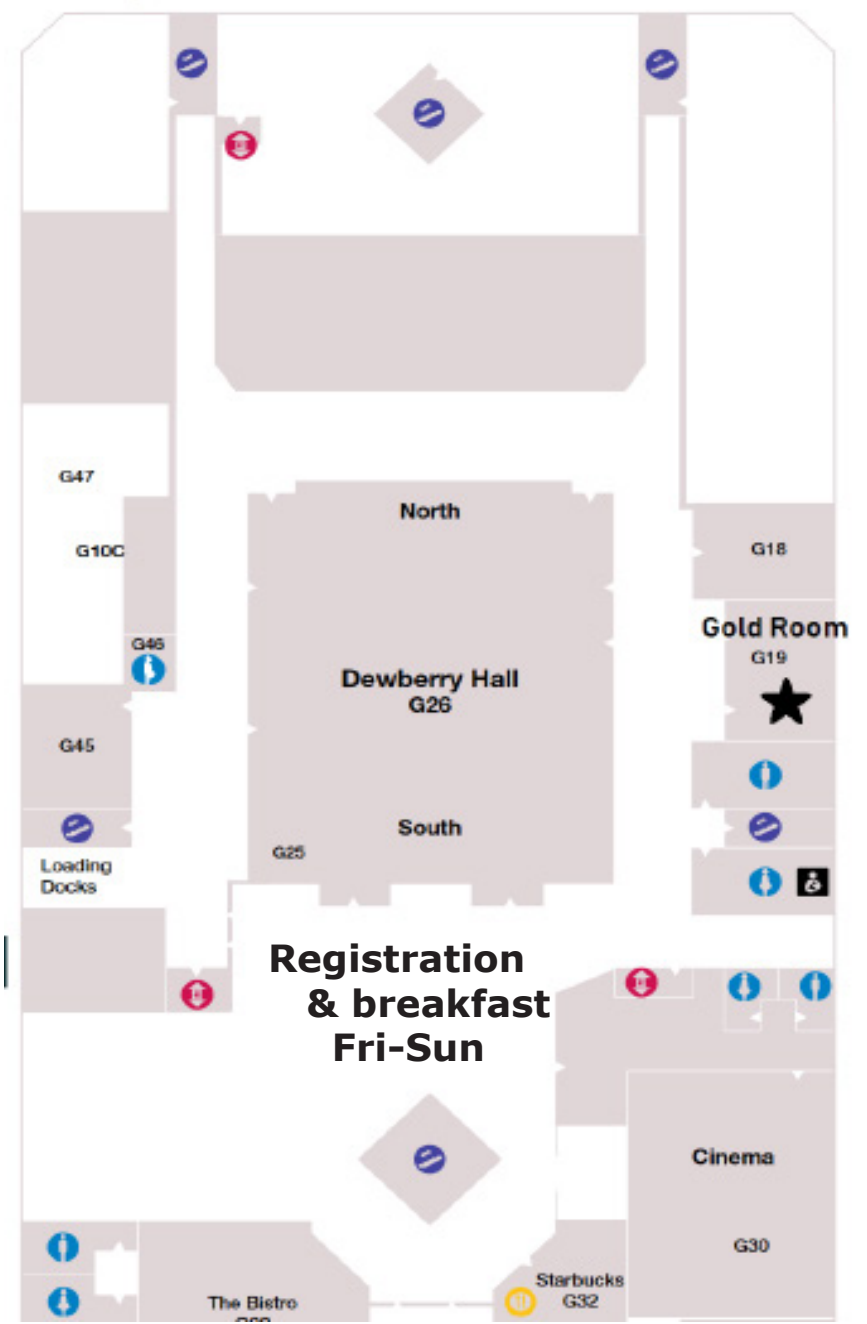 G47
North
G10C
G18
G46
Gold Room
G19
Dewberry Hall
G26
G45
South
G25
Loading
Docks
Registration
& breakfast
Fri-Sun
Cinema
G30
Starbucks
G32
The Bistro